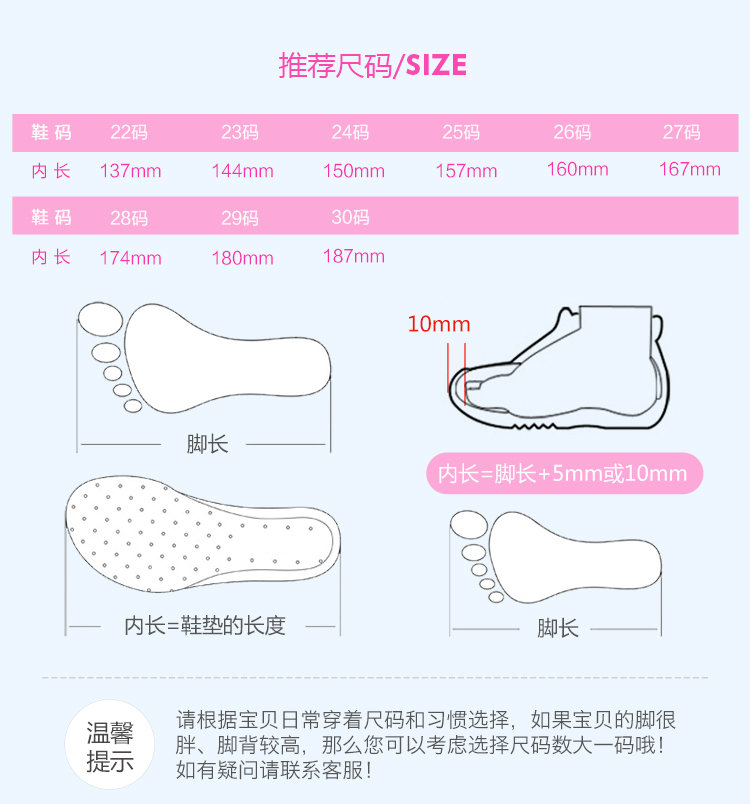 推荐尺码/SIZE
鞋 码 22码 23码 24码 25码 26码 27码
内 长 137mm 144mm 150mm 157mm 160mm 167mm
鞋 码 28码 29码 30码
内 长 174mm 180mm 187mm
10mm
脚长
内长=脚长+5mm或10mm
内长=鞋垫的长度
脚长
温馨
提示
请根据宝贝日常穿着尺码和习惯选择，如果宝贝的脚很
胖、脚背较高，那么您可以考虑选择尺码数大一码哦！
如有疑问请联系客服！